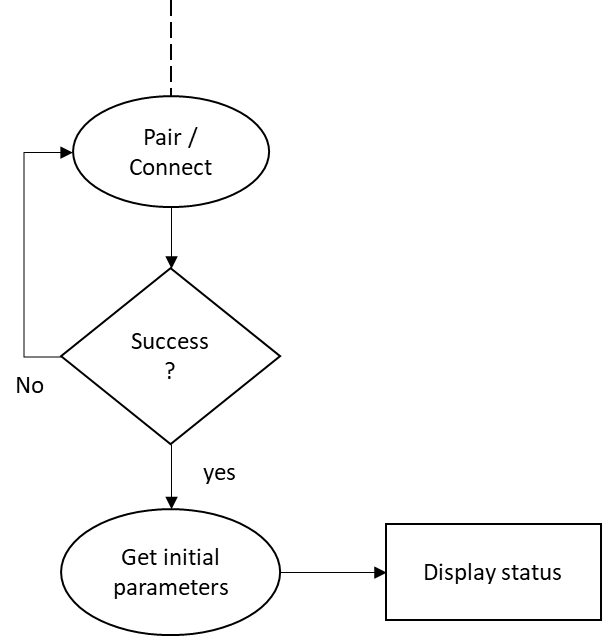 Pair /
Connect
Success
?
No
yes
Get initial
parameters
Display status